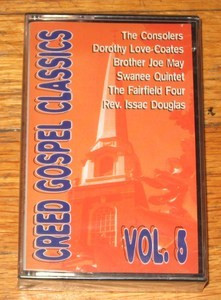 CREED GOSPEL CLASSICS
The Consolers
Dorothy Love-Coates
Brother Joe May
Swanee Quintet
The Fairfield Four
Rev. Issac Douglas
VOL. 8